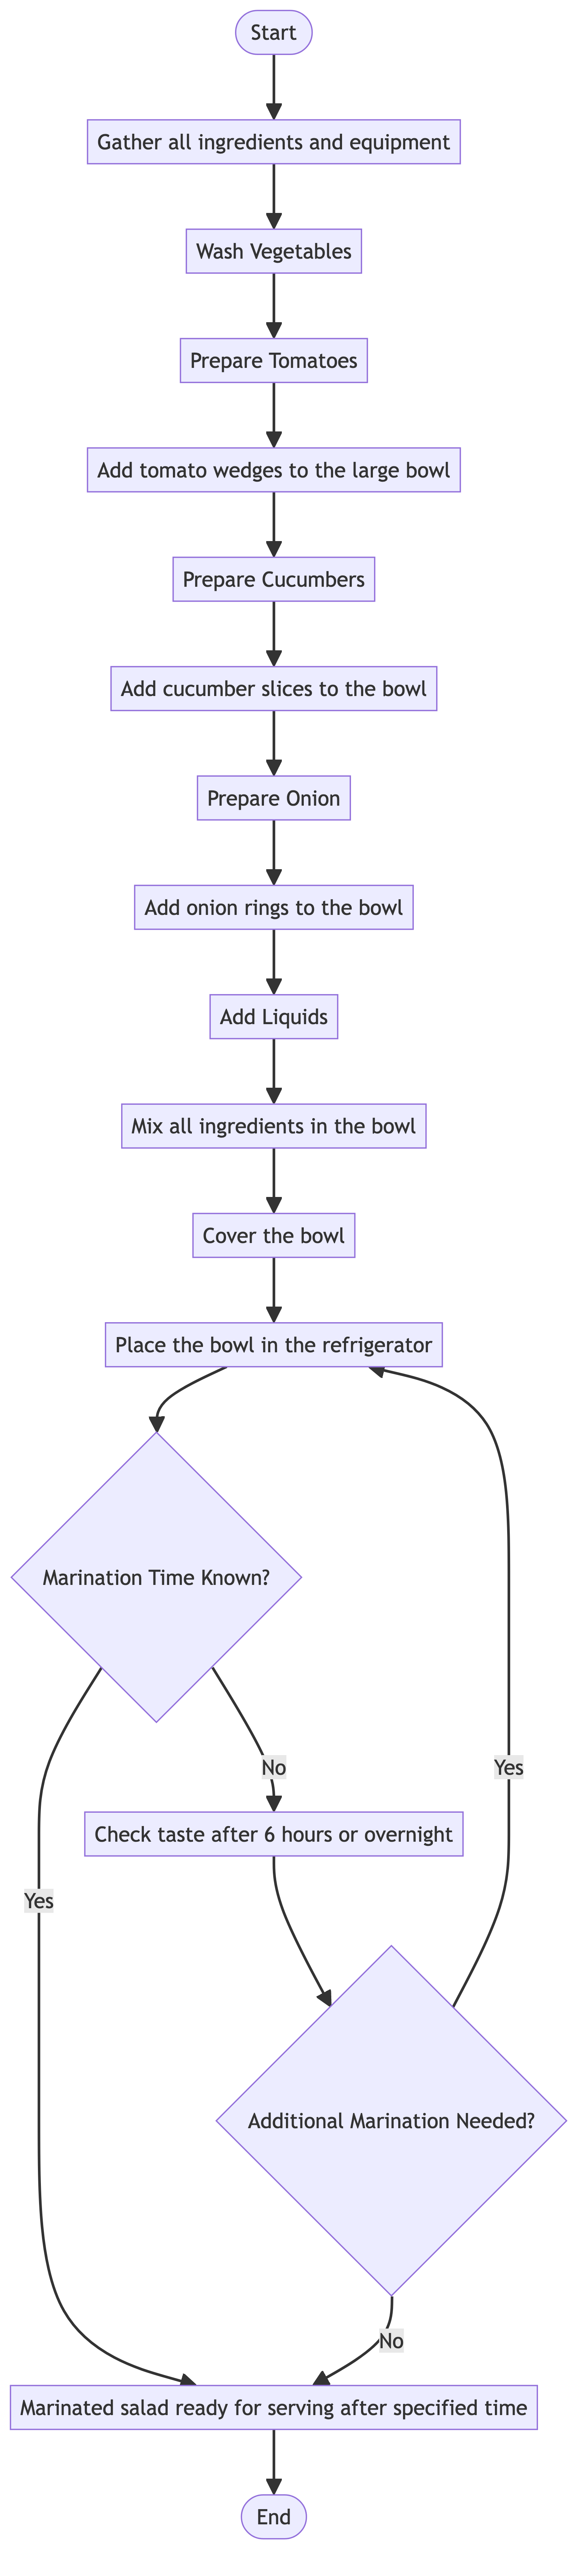 Start
Gather all ingredients and equipment
Wash Vegetables
Prepare Tomatoes
Add tomato wedges to the large bowl
Prepare Cucumbers
Add cucumber slices to the bowl
Prepare Onion
Add onion rings to the bowl
Add Liquids
Mix all ingredients in the bowl
Cover the bowl
Place the bowl in the refrigerator
Marination Time Known?
No
Yes
Check taste after 6 hours or overnight
Yes
Additional Marination Needed?
No
Marinated salad ready for serving after specified time
End